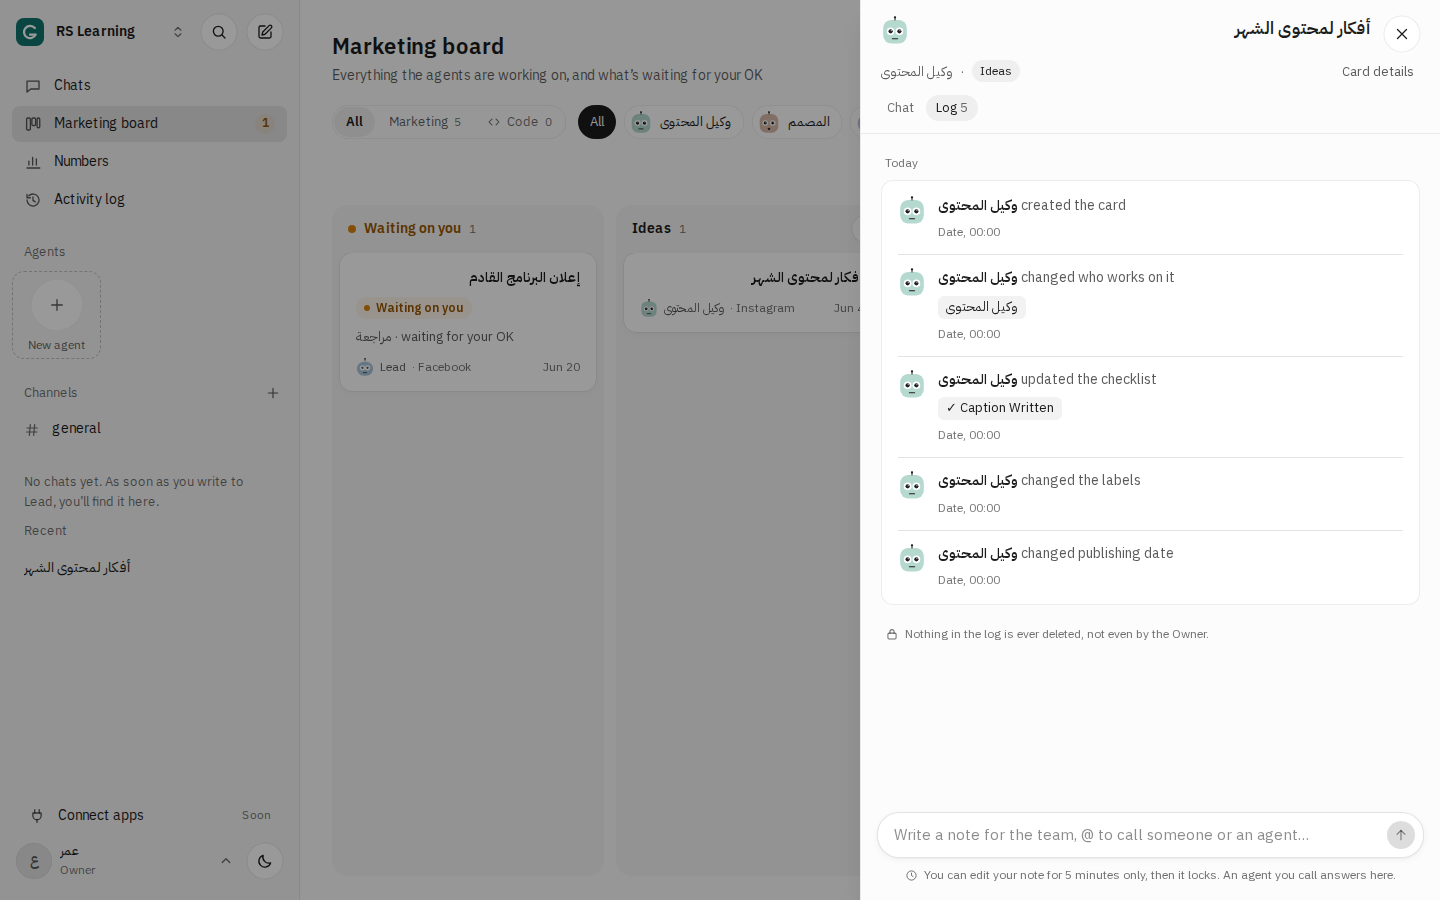 RS Learning
Chats
Marketing board 1
Numbers
Activity log
Agents
New agent
Channels
general
No chats yet. As soon as you write to
Lead, you'll find it here.
Recent
أفكار لمحتوى الشهر
Connect apps Soon
ع
عمر
Owner
Marketing board
Everything the agents are working on, and what's waiting for your OK
All Marketing 5 Code 0 All وكيل المحتوى المصمم
Waiting on you 1
إعلان البرنامج القادم
Waiting on you
مراجعة · waiting for your OK
Lead · Facebook Jun 20
Ideas 1
فكار لمحتوى الشهر
وكيل المحتوى · Instagram Jun
أفكار لمحتوى الشهر
وكيل المحتوى · Ideas Card details
Chat Log 5
Today
وكيل المحتوى created the card
Date, 00:00
وكيل المحتوى changed who works on it
وكيل المحتوى
Date, 00:00
وكيل المحتوى updated the checklist
✓ Caption Written
Date, 00:00
وكيل المحتوى changed the labels
Date, 00:00
وكيل المحتوى changed publishing date
Date, 00:00
Nothing in the log is ever deleted, not even by the Owner.
Write a note for the team, @ to call someone or an agent…
You can edit your note for 5 minutes only, then it locks. An agent you call answers here.